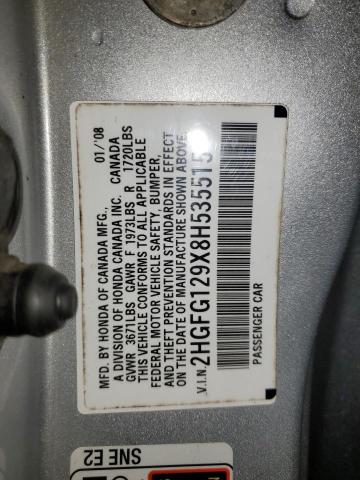 MFD. BY HONDA OF CANADA MFG., 01/'08
A DIVISION OF HONDA CANADA INC. CANADA
GVWR 3671LBS GAWR F 1973LBS R 1720LBS
THIS VEHICLE CONFORMS TO ALL APPLICABLE
FEDERAL MOTOR VEHICLE SAFETY, BUMPER,
AND THEFT PREVENTION STANDARDS IN EFFECT
ON THE DATE OF MANUFACTURE SHOWN ABOVE.
V.I.N. 2HGFG129X8H535515
PASSENGER CAR
SNE E2